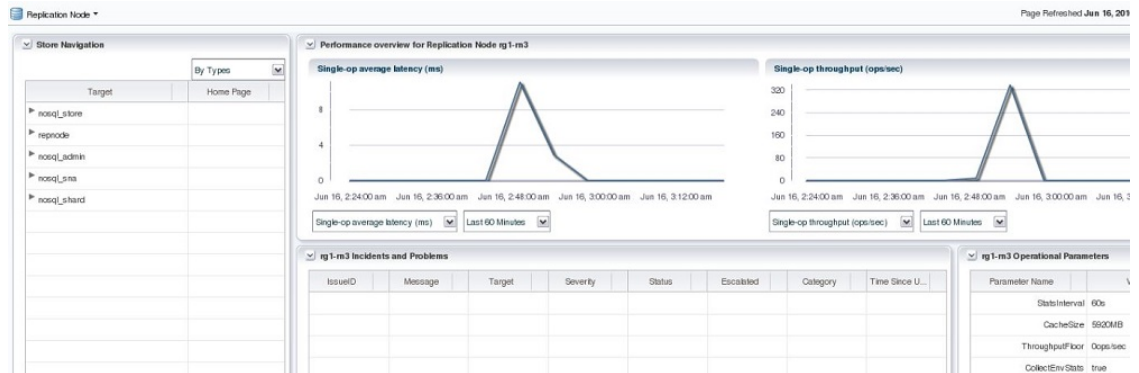 Replication Node
Page Refreshed Jun 16, 201
Store Navigation
By Types
Target Home Page
nosql_store
repnode
nosql_admin
nosql_sna
nosql_shard
Performance overview for Replication Node rg1-rn3
Single-op average latency (ms)
8
4
0
Jun 16, 2:24:00 am Jun 16, 2:36:00 am Jun 16, 2:48:00 am Jun 16, 3:00:00 am Jun 16, 3:12:00 am
Single-op average latency (ms) Last 60 Minutes
Single-op throughput (ops/sec)
320
240
160
80
0
Jun 16, 2:24:00 am Jun 16, 2:36:00 am Jun 16, 2:48:00 am Jun 16, 3:00:00 am Jun 16, 3
Single-op throughput (ops/sec) Last 60 Minutes
rg1-rn3 Incidents and Problems
IssueID Message Target Severity Status Escalated Category Time Since U...
rg1-rn3 Operational Parameters
Parameter Name V
StatsInterval 60s
CacheSize 5920MB
ThroughputFloor 0ops/sec
CollectEnvStats true